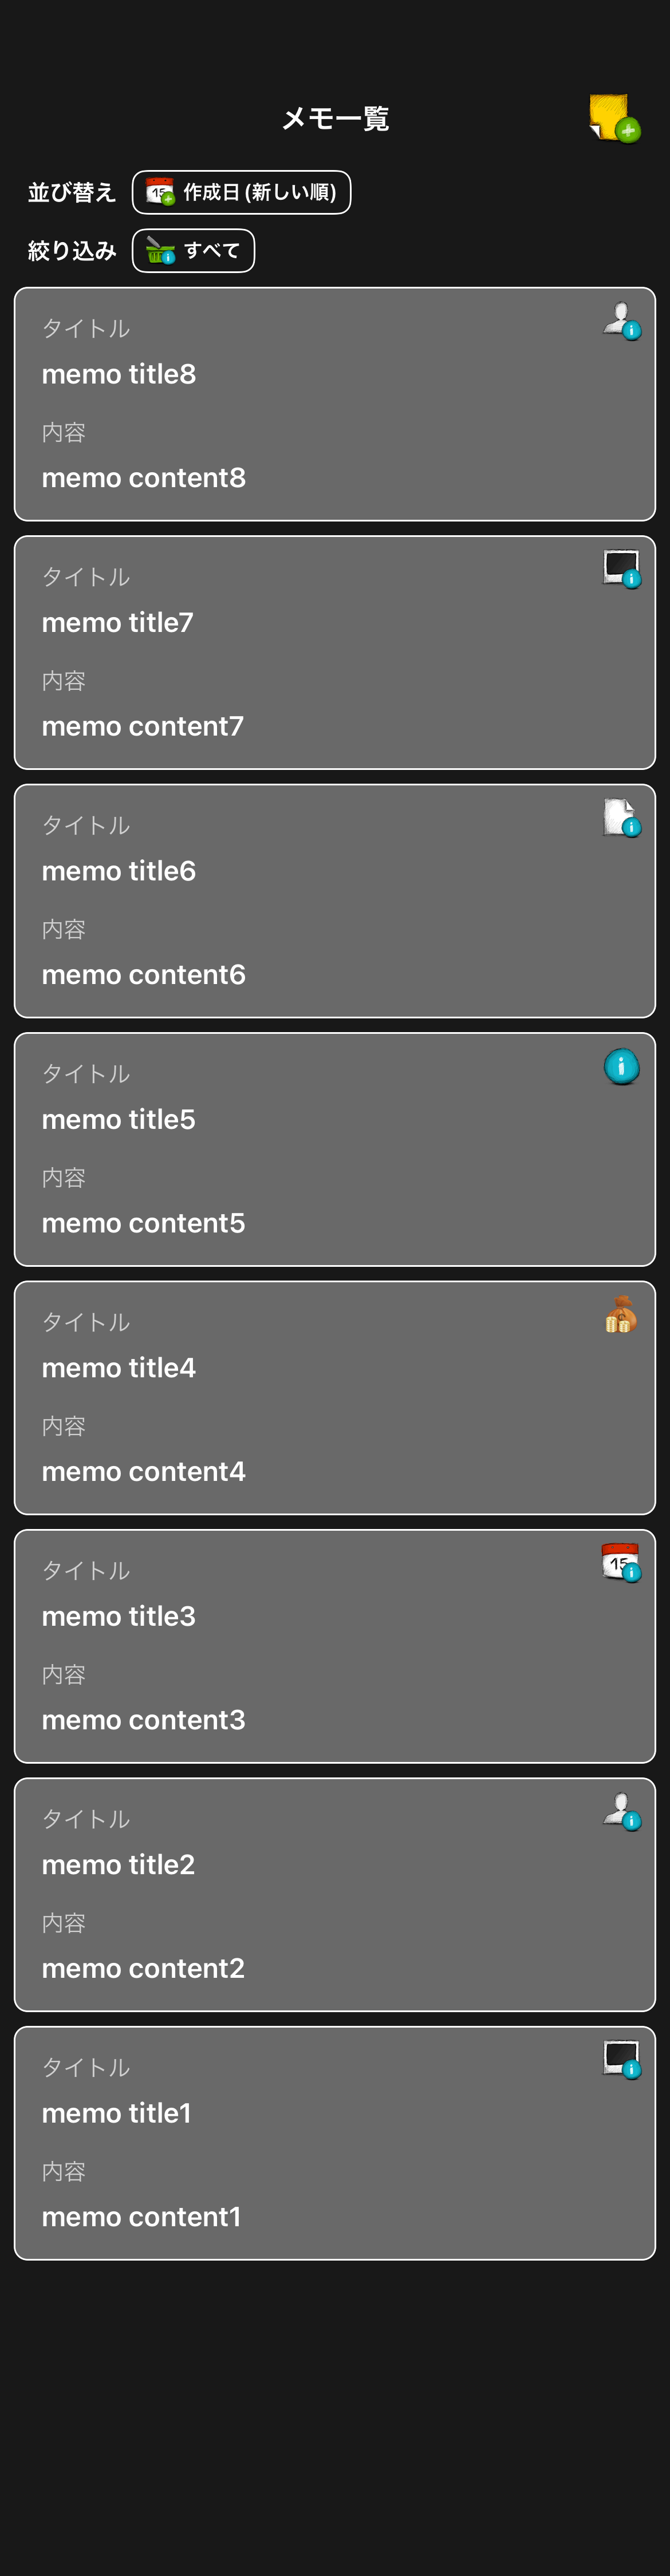 メモ一覧
並び替え 15 作成日 (新しい順)
絞り込み i すべて
タイトル
i
memo title8
内容
memo content8
タイトル
i
memo title7
内容
memo content7
タイトル
i
memo title6
内容
memo content6
タイトル
i
memo title5
内容
memo content5
タイトル
memo title4
内容
memo content4
タイトル
15
i
memo title3
内容
memo content3
タイトル
i
memo title2
内容
memo content2
タイトル
i
memo title1
内容
memo content1